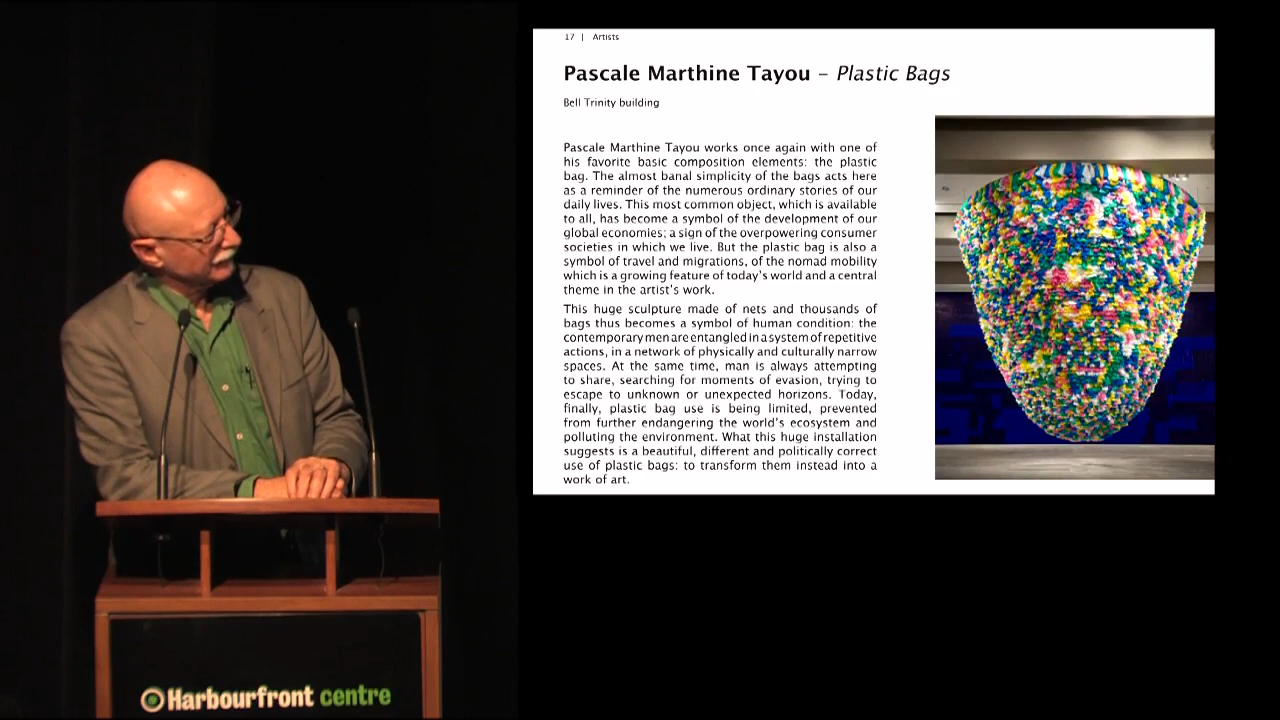 17 | Artists
Pascale Marthine Tayou – Plastic Bags
Bell Trinity building
Pascale Marthine Tayou works once again with one of
his favorite basic composition elements: the plastic
bag. The almost banal simplicity of the bags acts here
as a reminder of the numerous ordinary stories of our
daily lives. This most common object, which is available
to all, has become a symbol of the development of our
global economies; a sign of the overpowering consumer
societies in which we live. But the plastic bag is also a
symbol of travel and migrations, of the nomad mobility
which is a growing feature of today's world and a central
theme in the artist's work.
This huge sculpture made of nets and thousands of
bags thus becomes a symbol of human condition: the
contemporary men are entangled in a system of repetitive
actions, in a network of physically and culturally narrow
spaces. At the same time, man is always attempting
to share, searching for moments of evasion, trying to
escape to unknown or unexpected horizons. Today,
finally, plastic bag use is being limited, prevented
from further endangering the world's ecosystem and
polluting the environment. What this huge installation
suggests is a beautiful, different and politically correct
use of plastic bags: to transform them instead into a
work of art.
Harbourfront centre